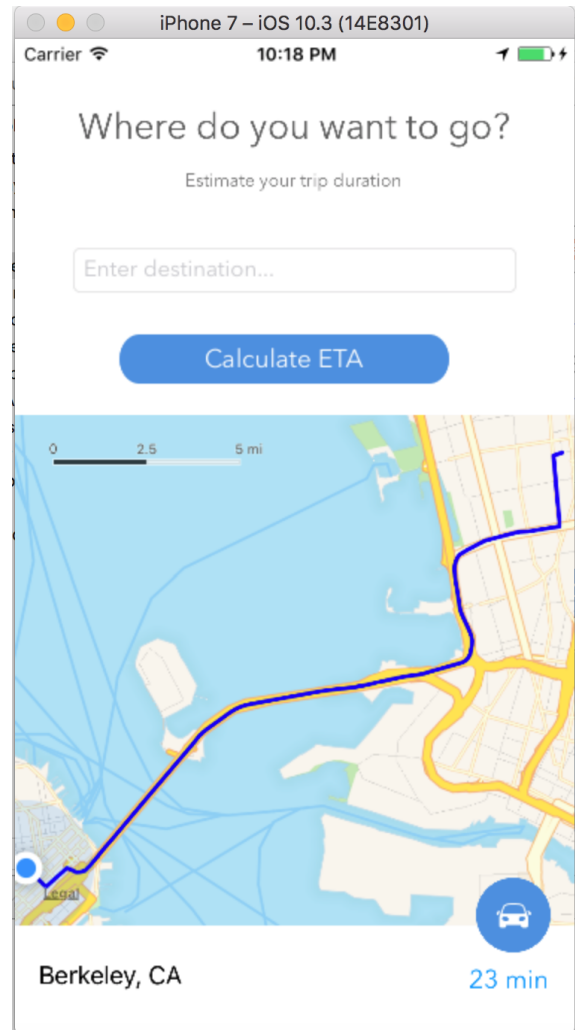 iPhone 7 – iOS 10.3 (14E8301)
Carrier 10:18 PM
Where do you want to go?
Estimate your trip duration
Enter destination...
Calculate ETA
0 2.5 5 mi
Legal
Berkeley, CA
23 min